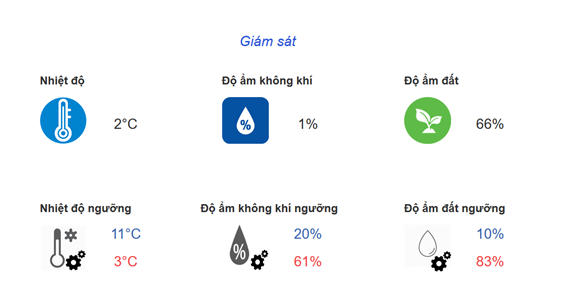 Giám sát
Nhiệt độ
Độ ẩm không khí
Độ ẩm đất
2°C
%
1%
66%
Nhiệt độ ngưỡng
Độ ẩm không khí ngưỡng
Độ ẩm đất ngưỡng
11°C
3°C
%
20%
61%
10%
83%